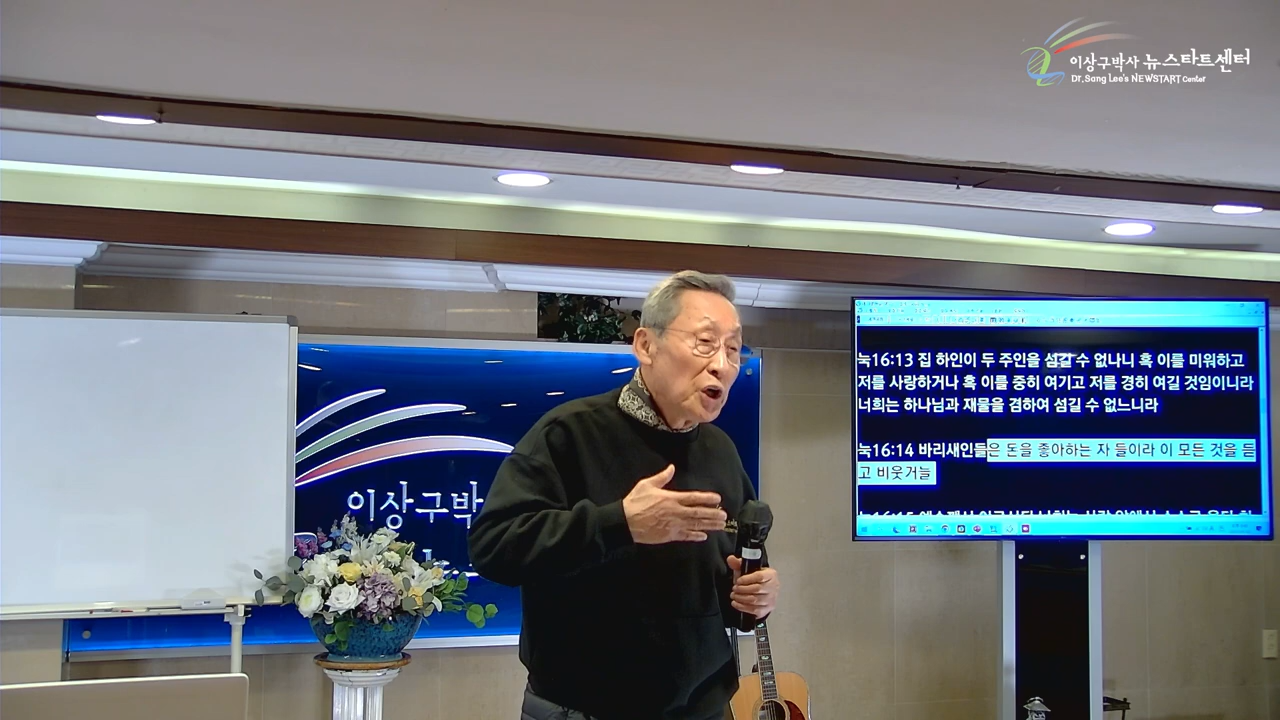 이상구박사 뉴스타트센터
Dr. Sang Lee's NEWSTART Center
이상구박
눅16:13 집 하인이 두 주인을 섬길 수 없나니 혹 이를 미워하고
저를 사랑하거나 혹 이를 중히 여기고 저를 경히 여길 것임이니라
너희는 하나님과 재물을 겸하여 섬길 수 없느니라
눅16:14 바리새인들은 돈을 좋아하는 자 들이라 이 모든 것을 듣
고 비웃거늘